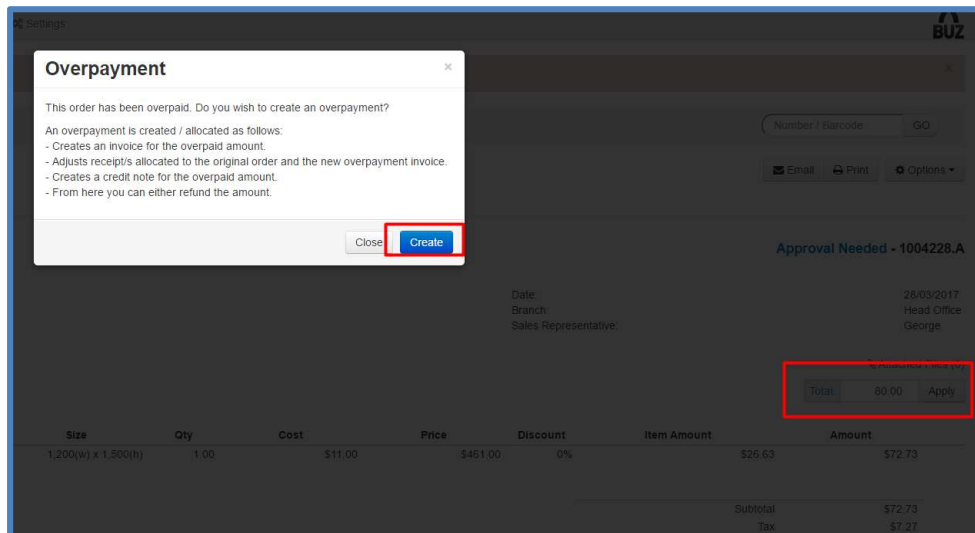 Settings
BUZ
Overpayment ×
×
This order has been overpaid. Do you wish to create an overpayment?
An overpayment is created / allocated as follows:
- Creates an invoice for the overpaid amount.
- Adjusts receipt/s allocated to the original order and the new overpayment invoice.
- Creates a credit note for the overpaid amount.
- From here you can either refund the amount.
Number / Barcode GO
Email Print Options
Close Create
Approval Needed - 1004228.A
Date: 28/03/2017
Branch: Head Office
Sales Representative: George
Attached Files
Total 80.00 Apply
Size Qty Cost Price Discount Item Amount Amount
1,200(w) x 1,500(h) 1.00 $11.00 $461.00 0% $26.63 $72.73
Subtotal $72.73
Tax $7.27